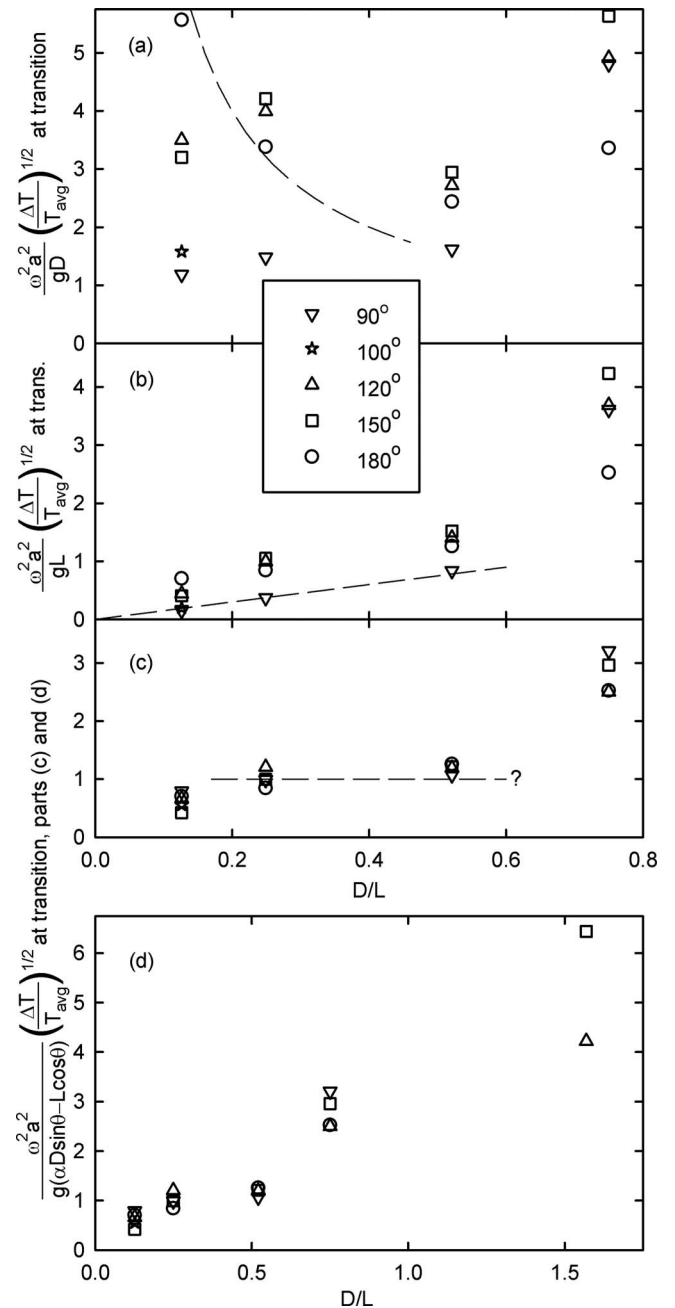 (a)
5
4
3
2
1
0
ω²a²/gD (ΔT/Tavg)^1/2 at transition
90°
100°
120°
150°
180°
(b)
4
3
2
1
0
ω²a²/gL (ΔT/Tavg)^1/2 at trans.
(c)
3
2
1
0
?
0.0 0.2 0.4 0.6 0.8
D/L
ω²a²/g(αDsinθ−Lcosθ) (ΔT/Tavg)^1/2 at transition, parts (c) and (d)
(d)
6
5
4
3
2
1
0
0.0 0.5 1.0 1.5
D/L